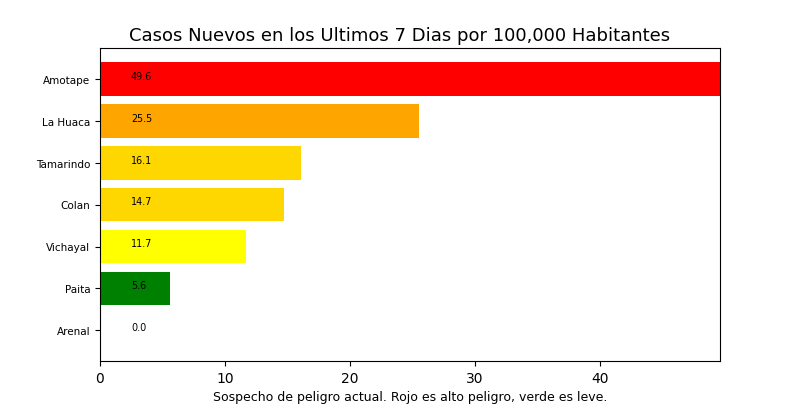 Casos Nuevos en los Ultimos 7 Dias por 100,000 Habitantes
Amotape 49.6
La Huaca 25.5
Tamarindo 16.1
Colan 14.7
Vichayal 11.7
Paita 5.6
Arenal 0.0
0 10 20 30 40
Sospecho de peligro actual. Rojo es alto peligro, verde es leve.